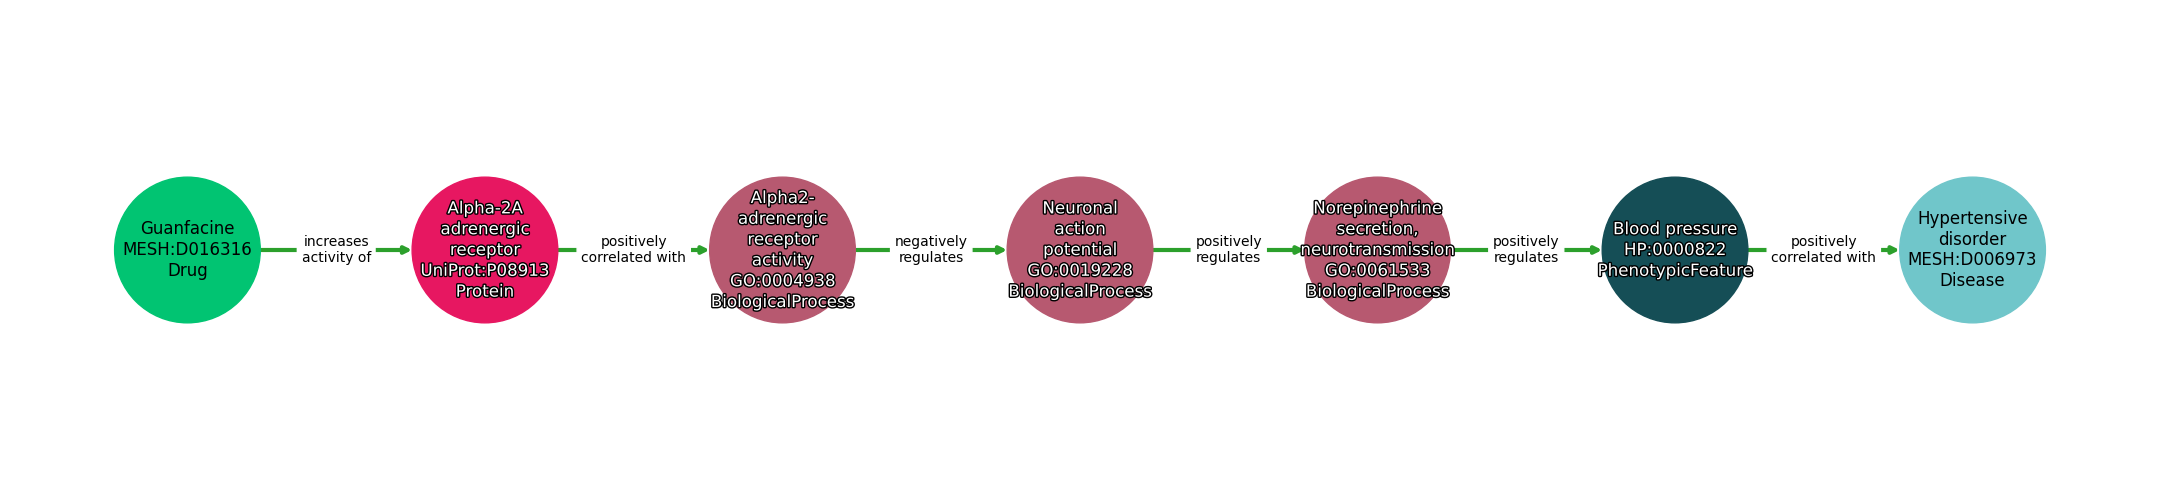 Guanfacine
MESH:D016316
Drug
increases
activity of
Alpha-2A
adrenergic
receptor
UniProt:P08913
Protein
positively
correlated with
Alpha2-
adrenergic
receptor
activity
GO:0004938
BiologicalProcess
negatively
regulates
Neuronal
action
potential
GO:0019228
BiologicalProcess
positively
regulates
Norepinephrine
secretion,
neurotransmission
GO:0061533
BiologicalProcess
positively
regulates
Blood pressure
HP:0000822
PhenotypicFeature
positively
correlated with
Hypertensive
disorder
MESH:D006973
Disease